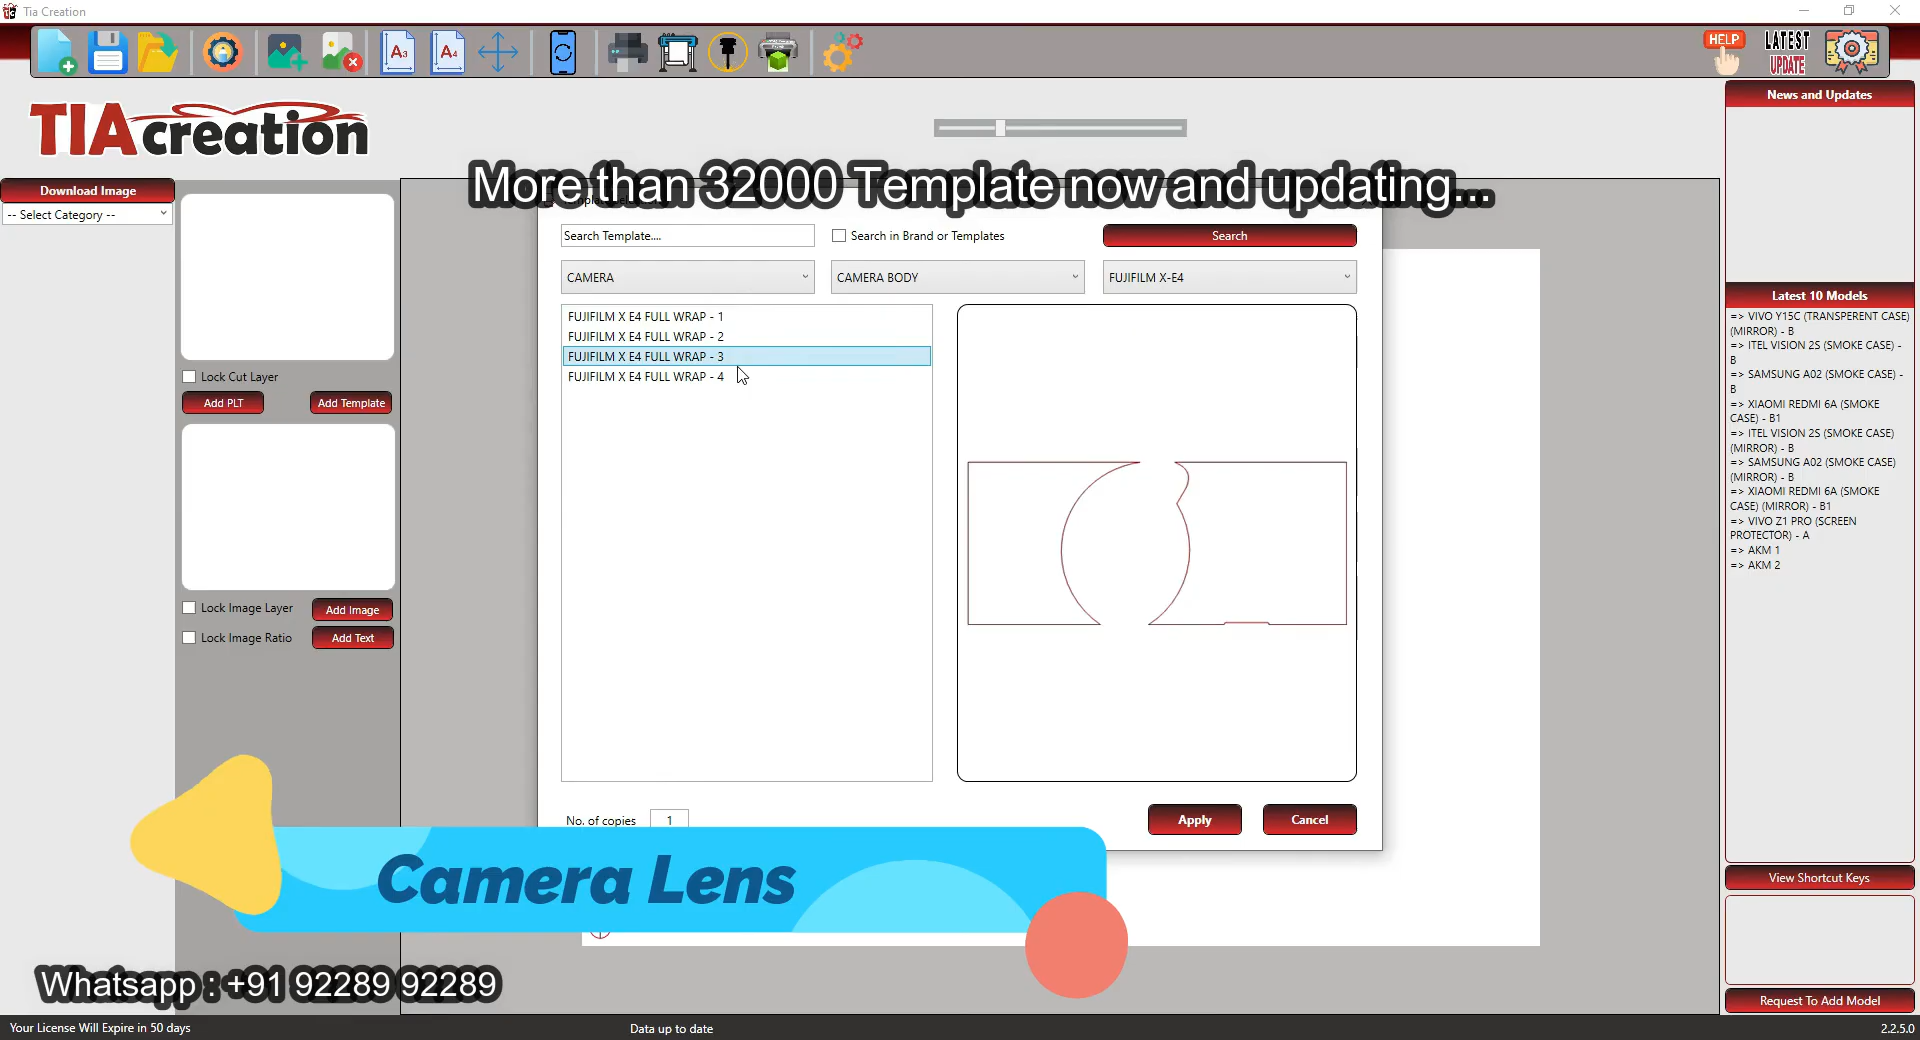 Tia Creation
A3
A4
HELP
LATEST
UPDATE
TIAcreation
News and Updates
More than 32000 Template now and updating...
Download Image
-- Select Category --
Search Template....
Search in Brand or Templates
Search
CAMERA
CAMERA BODY
FUJIFILM X-E4
FUJIFILM X E4 FULL WRAP - 1
FUJIFILM X E4 FULL WRAP - 2
FUJIFILM X E4 FULL WRAP - 3
FUJIFILM X E4 FULL WRAP - 4
Lock Cut Layer
Add PLT
Add Template
Lock Image Layer
Add Image
Lock Image Ratio
Add Text
No. of copies
1
Apply
Cancel
Latest 10 Models
=> VIVO Y15C (TRANSPERENT CASE)
(MIRROR) - B
=> ITEL VISION 2S (SMOKE CASE) -
B
=> SAMSUNG A02 (SMOKE CASE) -
B
=> XIAOMI REDMI 6A (SMOKE
CASE) - B1
=> ITEL VISION 2S (SMOKE CASE)
(MIRROR) - B
=> SAMSUNG A02 (SMOKE CASE)
(MIRROR) - B
=> XIAOMI REDMI 6A (SMOKE
CASE) (MIRROR) - B1
=> VIVO Z1 PRO (SCREEN
PROTECTOR) - A
=> AKM 1
=> AKM 2
View Shortcut Keys
Camera Lens
Whatsapp : +91 92289 92289
Request To Add Model
Your License Will Expire in 50 days
Data up to date
2.2.5.0